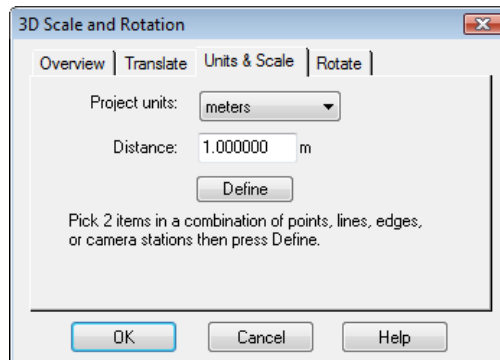 3D Scale and Rotation
Overview Translate Units & Scale Rotate
Project units: meters
Distance: 1.000000 m
Define
Pick 2 items in a combination of points, lines, edges,
or camera stations then press Define.
OK Cancel Help